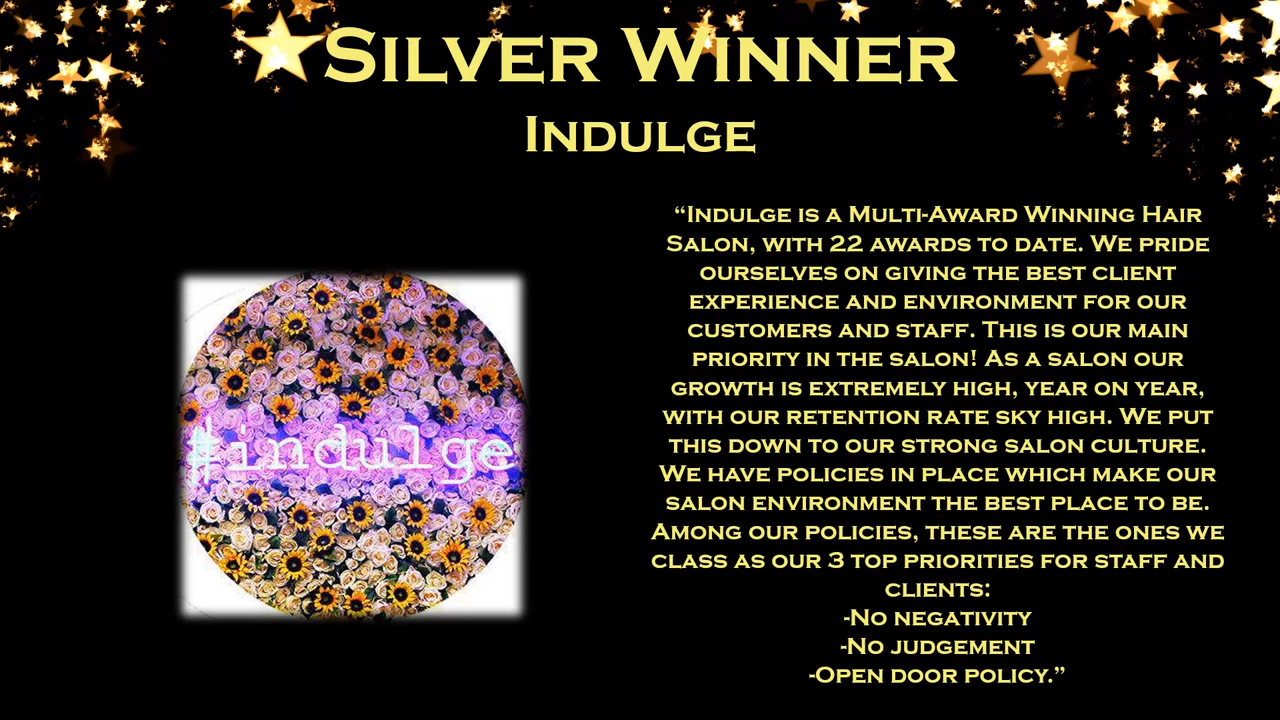 Silver Winner
Indulge
“Indulge is a Multi-Award Winning Hair
Salon, with 22 awards to date. We pride
ourselves on giving the best client
experience and environment for our
customers and staff. This is our main
priority in the salon! As a salon our
growth is extremely high, year on year,
with our retention rate sky high. We put
this down to our strong salon culture.
We have policies in place which make our
salon environment the best place to be.
Among our policies, these are the ones we
class as our 3 top priorities for staff and
clients:
-No negativity
-No judgement
-Open door policy.”
#indulge